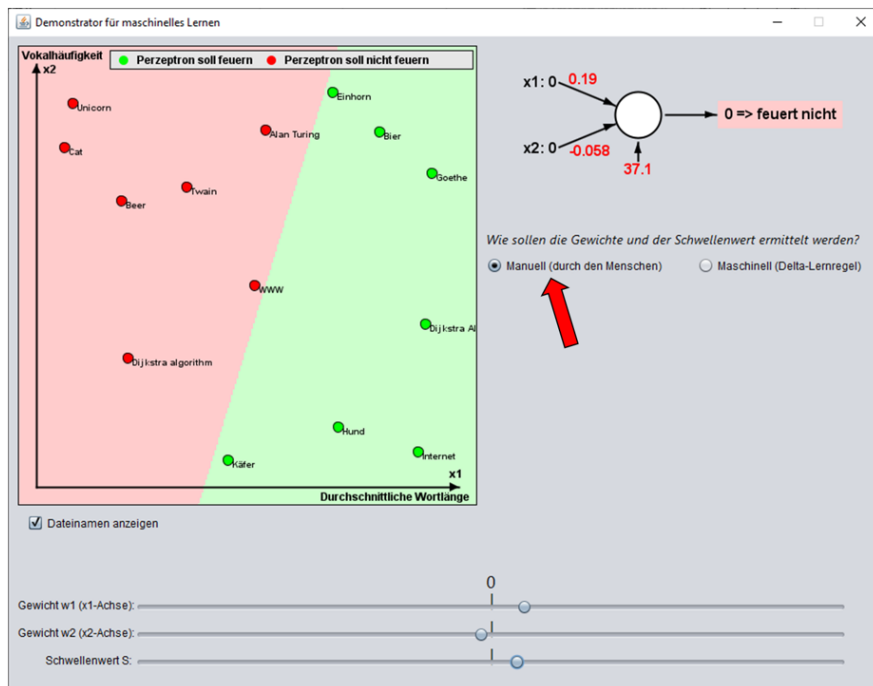 Demonstrator für maschinelles Lernen
Vokalhäufigkeit
x2
Perzeptron soll feuern
Perzeptron soll nicht feuern
Einhorn
Unicorn
Alan Turing
Bier
Cat
Goethe
Twain
Beer
WWW
Dijkstra Al
Dijkstra algorithm
Hund
Internet
Käfer
x1
Durchschnittliche Wortlänge
x1: 0
0.19
0 => feuert nicht
x2: 0
-0.058
37.1
Wie sollen die Gewichte und der Schwellenwert ermittelt werden?
Manuell (durch den Menschen)
Maschinell (Delta-Lernregel)
Dateinamen anzeigen
0
Gewicht w1 (x1-Achse):
Gewicht w2 (x2-Achse):
Schwellenwert S: